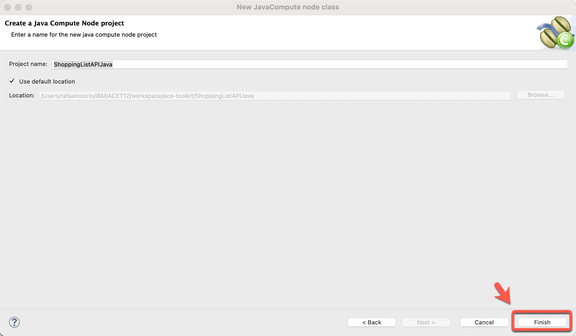 New JavaCompute node class
Create a Java Compute Node project
Enter a name for the new java compute node project
Project name: ShoppingListAPIJava
Use default location
Location: /Users/rafaelosorio/IBM/ACET12/workspace/ace-toolkit/ShoppingListAPIJava Browse...
? < Back Next > Cancel Finish